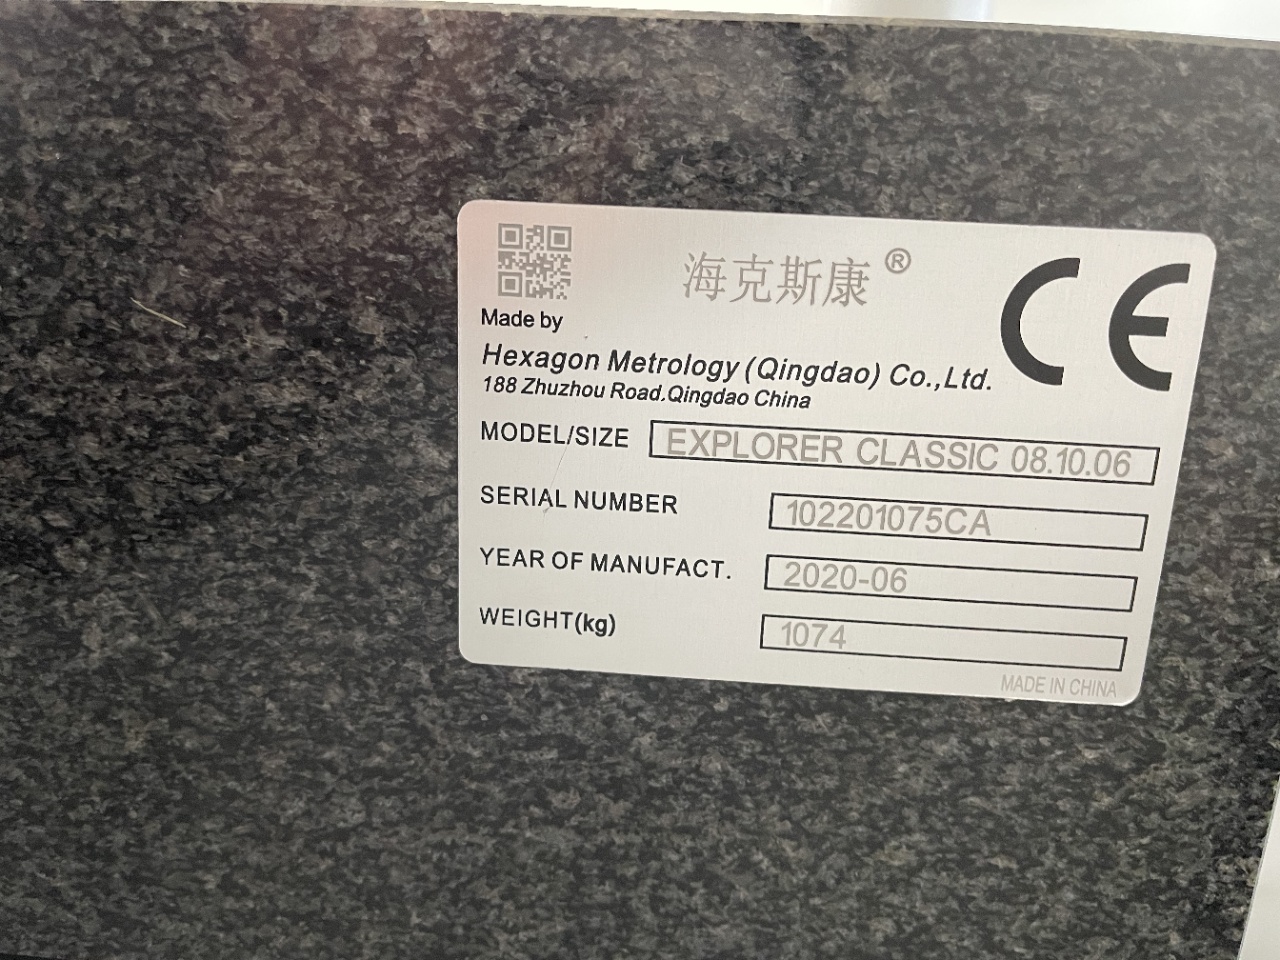 海克斯康®
CE
Made by
Hexagon Metrology (Qingdao) Co.,Ltd.
188 Zhuzhou Road.Qingdao China
MODEL/SIZE EXPLORER CLASSIC 08.10.06
SERIAL NUMBER 102201075CA
YEAR OF MANUFACT. 2020-06
WEIGHT(kg) 1074
MADE IN CHINA